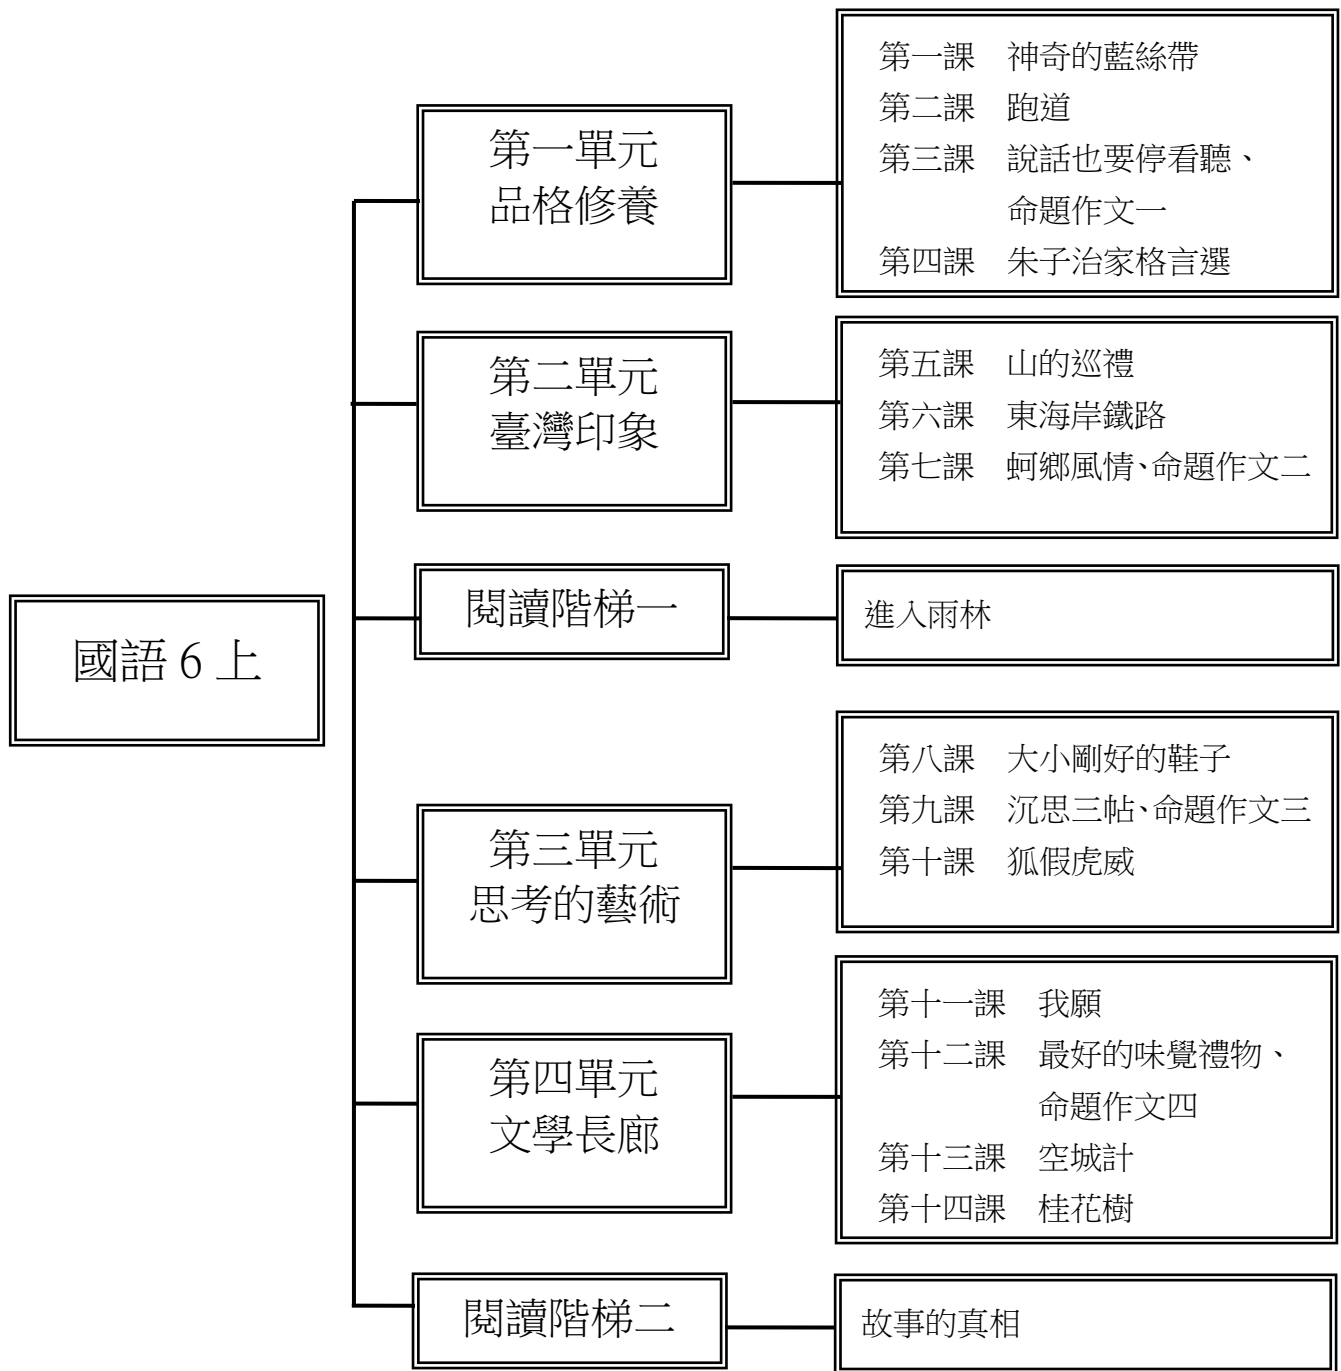 國語 6 上
第一單元
品格修養
第一課　神奇的藍絲帶
第二課　跑道
第三課　說話也要停看聽、
命題作文一
第四課　朱子治家格言選
第二單元
臺灣印象
第五課　山的巡禮
第六課　東海岸鐵路
第七課　蚵鄉風情、命題作文二
閱讀階梯一
進入雨林
第三單元
思考的藝術
第八課　大小剛好的鞋子
第九課　沉思三帖、命題作文三
第十課　狐假虎威
第四單元
文學長廊
第十一課　我願
第十二課　最好的味覺禮物、
命題作文四
第十三課　空城計
第十四課　桂花樹
閱讀階梯二
故事的真相